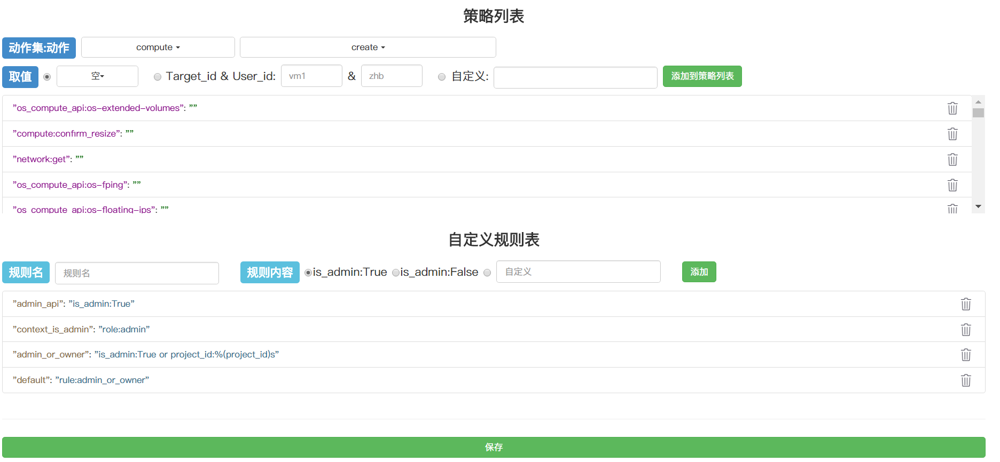 策略列表
动作集:动作 compute create
取值 空 Target_id & User_id: vm1 & zhb 自定义: 添加到策略列表
"os_compute_api:os-extended-volumes": ""
"compute:confirm_resize": ""
"network:get": ""
"os_compute_api:os-fping": ""
"os_compute_api:os-floating-ips": ""
自定义规则表
规则名 规则名 规则内容 is_admin:True is_admin:False 自定义 添加
"admin_api": "is_admin:True"
"context_is_admin": "role:admin"
"admin_or_owner": "is_admin:True or project_id:%(project_id)s"
"default": "rule:admin_or_owner"
保存